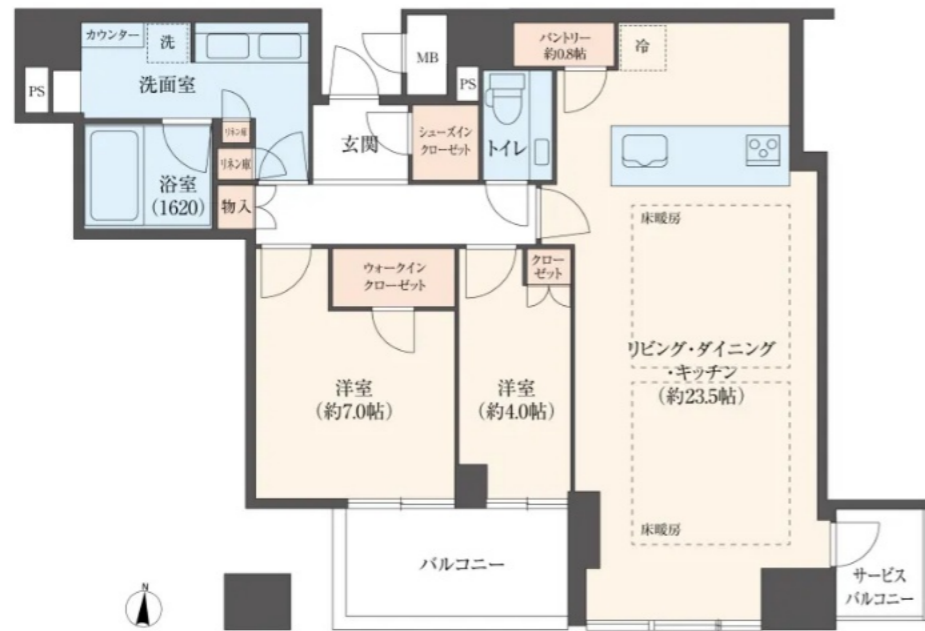 カウンター
洗
洗面室
PS
リネン庫
リネン庫
浴室
(1620)
物入
玄関
MB
シューズイン
クローゼット
PS
トイレ
パントリー
約0.8帖
冷
床暖房
ウォークイン
クローゼット
クロー
ゼット
洋室
(約7.0帖)
洋室
(約4.0帖)
リビング・ダイニング
・キッチン
(約23.5帖)
床暖房
バルコニー
サービス
バルコニー
N